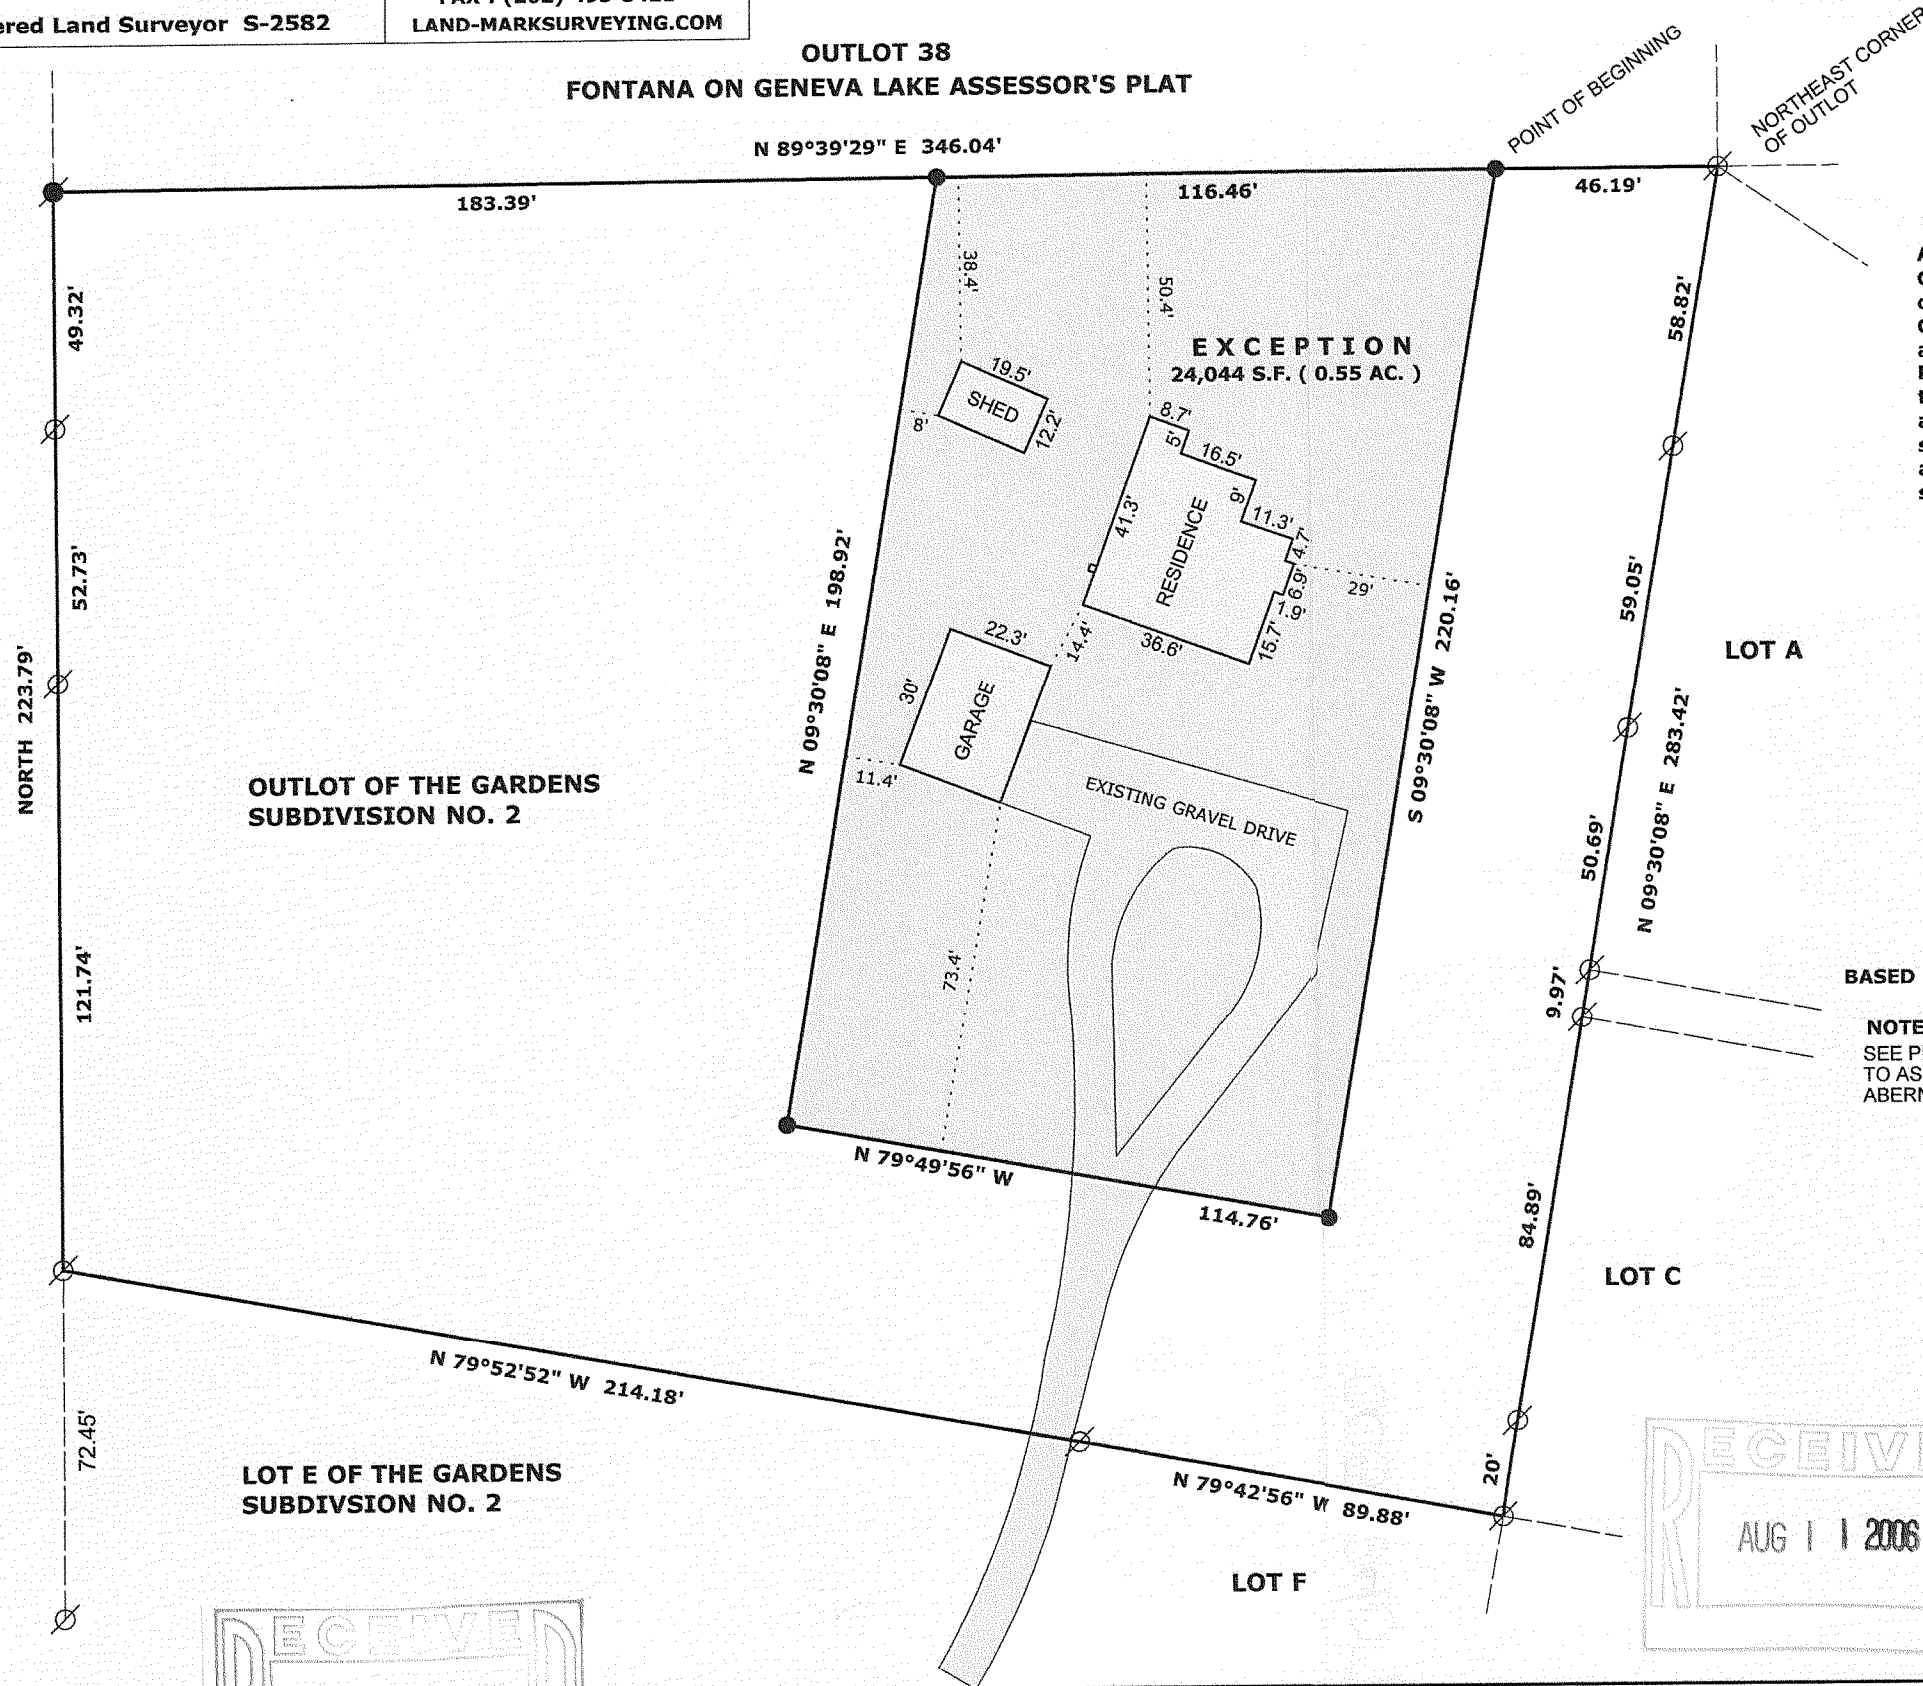 ered Land Surveyor S-2582
LAND-MARKSURVEYING.COM
OUTLOT 38
FONTANA ON GENEVA LAKE ASSESSOR'S PLAT
POINT OF BEGINNING
NORTHEAST CORNER
OF OUTLOT
N 89°39'29" E 346.04'
183.39'
116.46'
46.19'
49.32'
38.4'
50.4'
58.82'
EXCEPTION
24,044 S.F. ( 0.55 AC. )
19.5'
SHED
12.2'
8'
8.7'
5'
16.5'
9'
11.3'
4.7'
41.3'
RESIDENCE
6.9'
1.9'
29'
15.7'
36.6'
14.4'
52.73'
N 09°30'08" E 198.92'
59.05'
S 09°30'08" W 220.16'
LOT A
NORTH 223.79'
22.3'
30'
GARAGE
11.4'
N 09°30'08" E 283.42'
OUTLOT OF THE GARDENS
SUBDIVISION NO. 2
EXISTING GRAVEL DRIVE
50.69'
121.74'
73.4'
9.97'
BASED
NOTE
SEE P
TO AS
ABERN
N 79°49'56" W
114.76'
84.89'
LOT C
N 79°52'52" W 214.18'
72.45'
LOT E OF THE GARDENS
SUBDIVSION NO. 2
N 79°42'56" W 89.88'
20'
LOT F
RECEIV
AUG 1 1 2006
RECEIVED